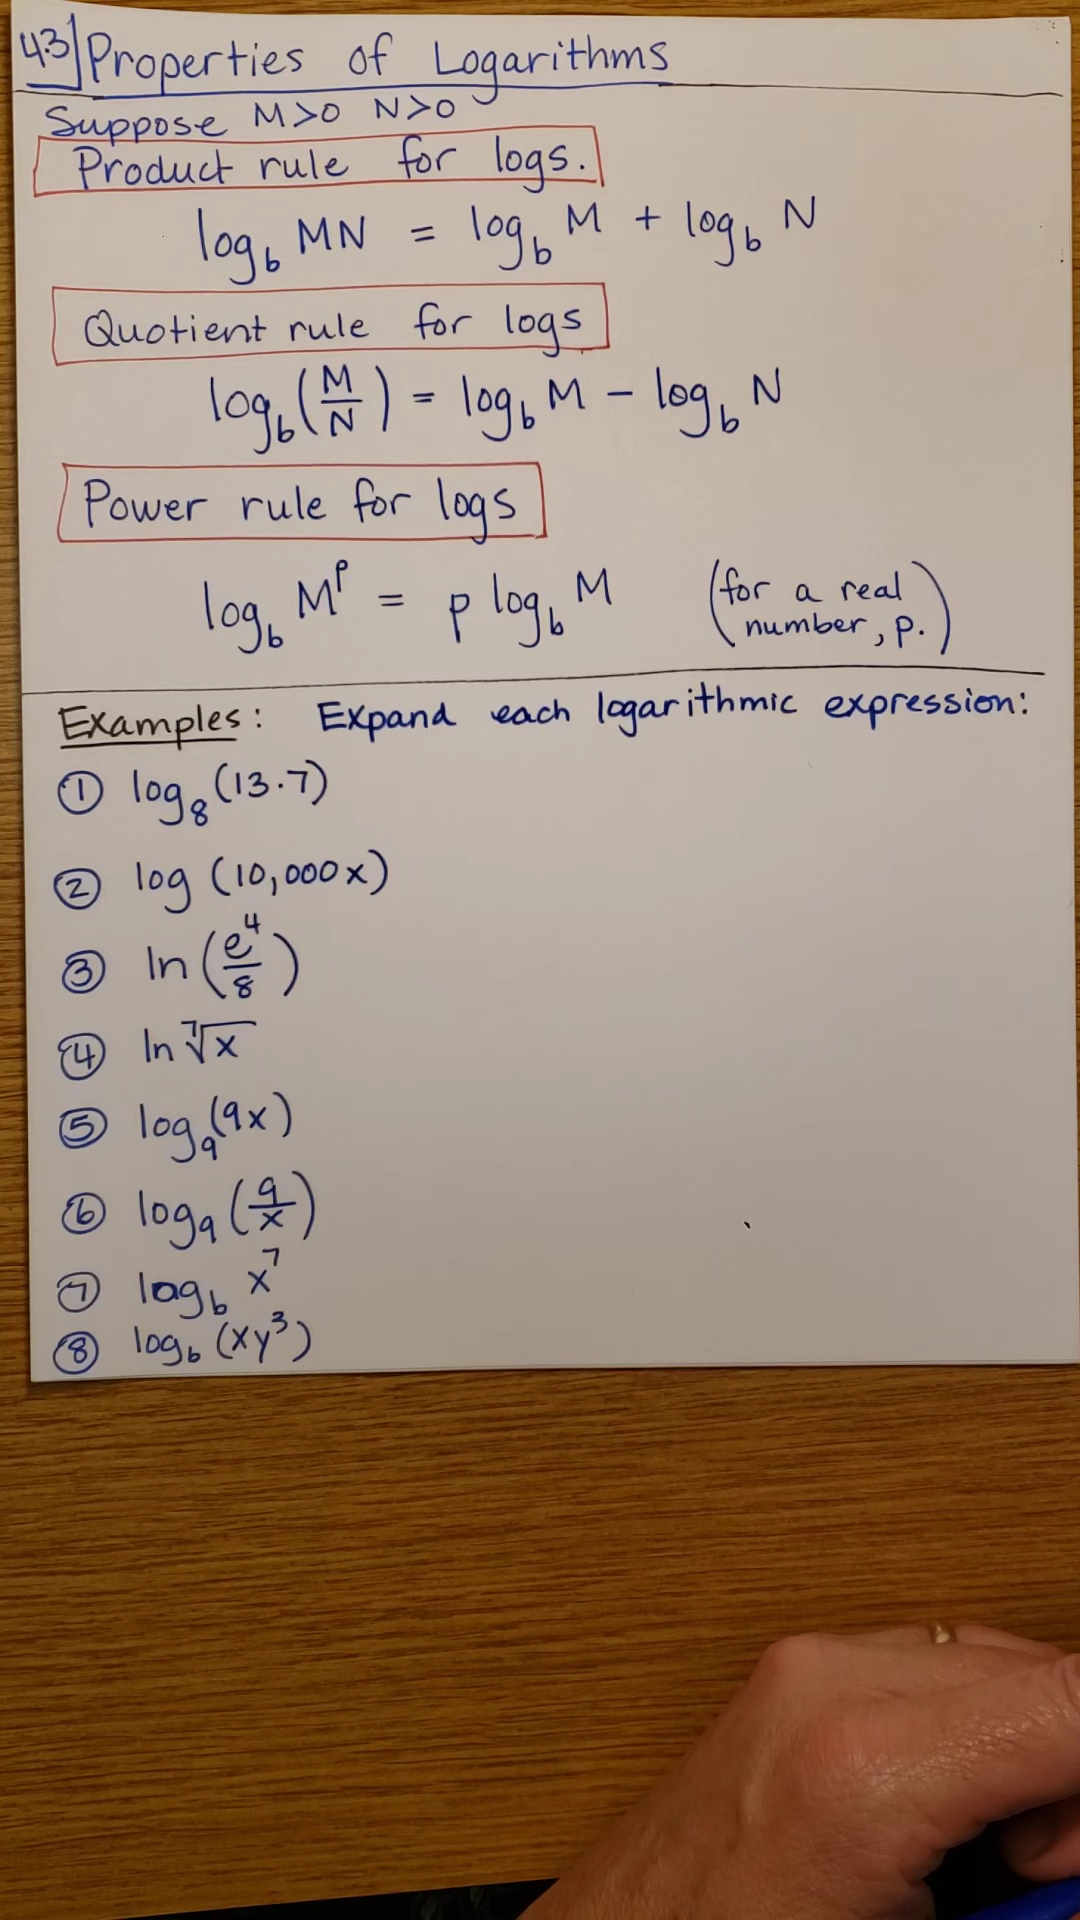 4.3 Properties of Logarithms
Suppose M>0 N>0
Product rule for logs.
log_b MN = log_b M + log_b N
Quotient rule for logs
log_b (M/N) = log_b M - log_b N
Power rule for logs
log_b M^p = p log_b M (for a real number, p.)
Examples: Expand each logarithmic expression:
① log_8 (13·7)
② log (10,000x)
③ ln (e^4/8)
④ ln ⁷√x
⑤ log_9 (9x)
⑥ log_9 (9/x)
⑦ log_b x^7
⑧ log_b (xy^3)